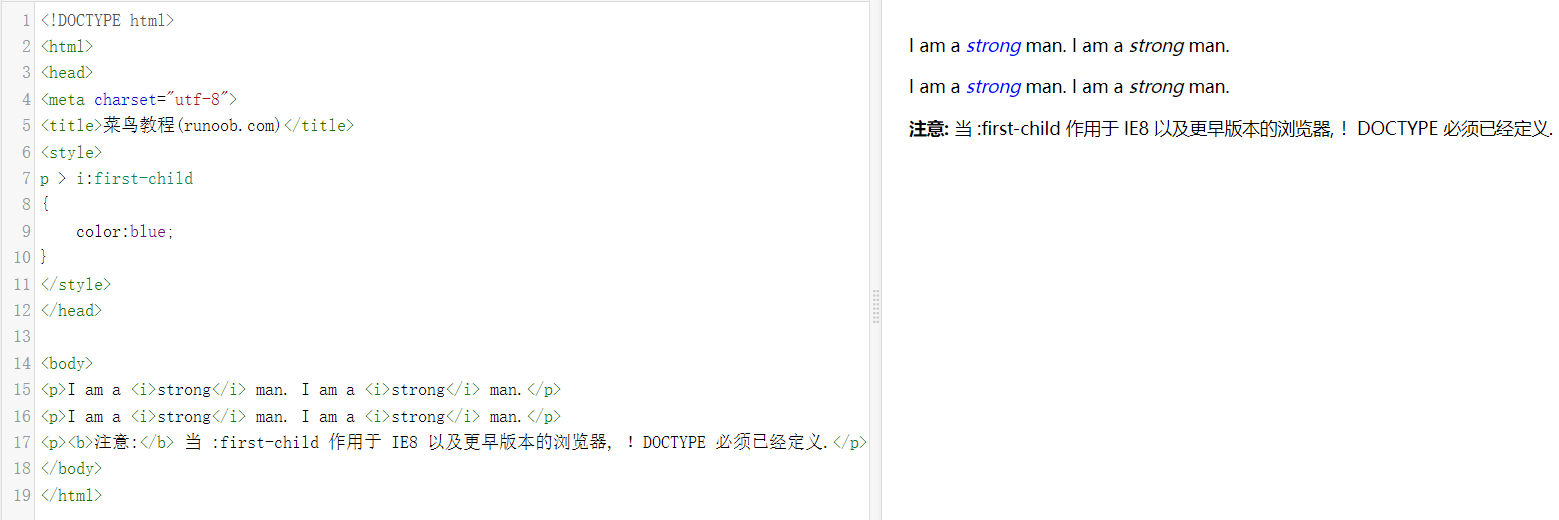 1 <!DOCTYPE html>
2 <html>
3 <head>
4 <meta charset="utf-8">
5 <title>菜鸟教程(runoob.com)</title>
6 <style>
7 p > i:first-child
8 {
9     color:blue;
10 }
11 </style>
12 </head>
13
14 <body>
15 <p>I am a <i>strong</i> man. I am a <i>strong</i> man.</p>
16 <p>I am a <i>strong</i> man. I am a <i>strong</i> man.</p>
17 <p><b>注意:</b> 当 :first-child 作用于 IE8 以及更早版本的浏览器, ！DOCTYPE 必须已经定义.</p>
18 </body>
19 </html>
I am a strong man. I am a strong man.
I am a strong man. I am a strong man.
注意: 当 :first-child 作用于 IE8 以及更早版本的浏览器, ！DOCTYPE 必须已经定义.